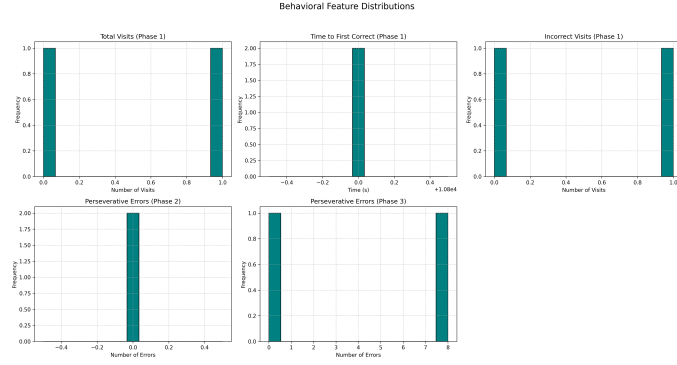 Behavioral Feature Distributions
Total Visits (Phase 1)
Frequency
1.0
0.8
0.6
0.4
0.2
0.0
0.0 0.2 0.4 0.6 0.8 1.0
Number of Visits
Time to First Correct (Phase 1)
Frequency
2.00
1.75
1.50
1.25
1.00
0.75
0.50
0.25
0.00
−0.4 −0.2 0.0 0.2 0.4
Time (s)
+1.08e4
Incorrect Visits (Phase 1)
Frequency
1.0
0.8
0.6
0.4
0.2
0.0
0.0 0.2 0.4 0.6 0.8 1.0
Number of Visits
Perseverative Errors (Phase 2)
Frequency
2.00
1.75
1.50
1.25
1.00
0.75
0.50
0.25
0.00
−0.4 −0.2 0.0 0.2 0.4
Number of Errors
Perseverative Errors (Phase 3)
Frequency
1.0
0.8
0.6
0.4
0.2
0.0
0 1 2 3 4 5 6 7 8
Number of Errors